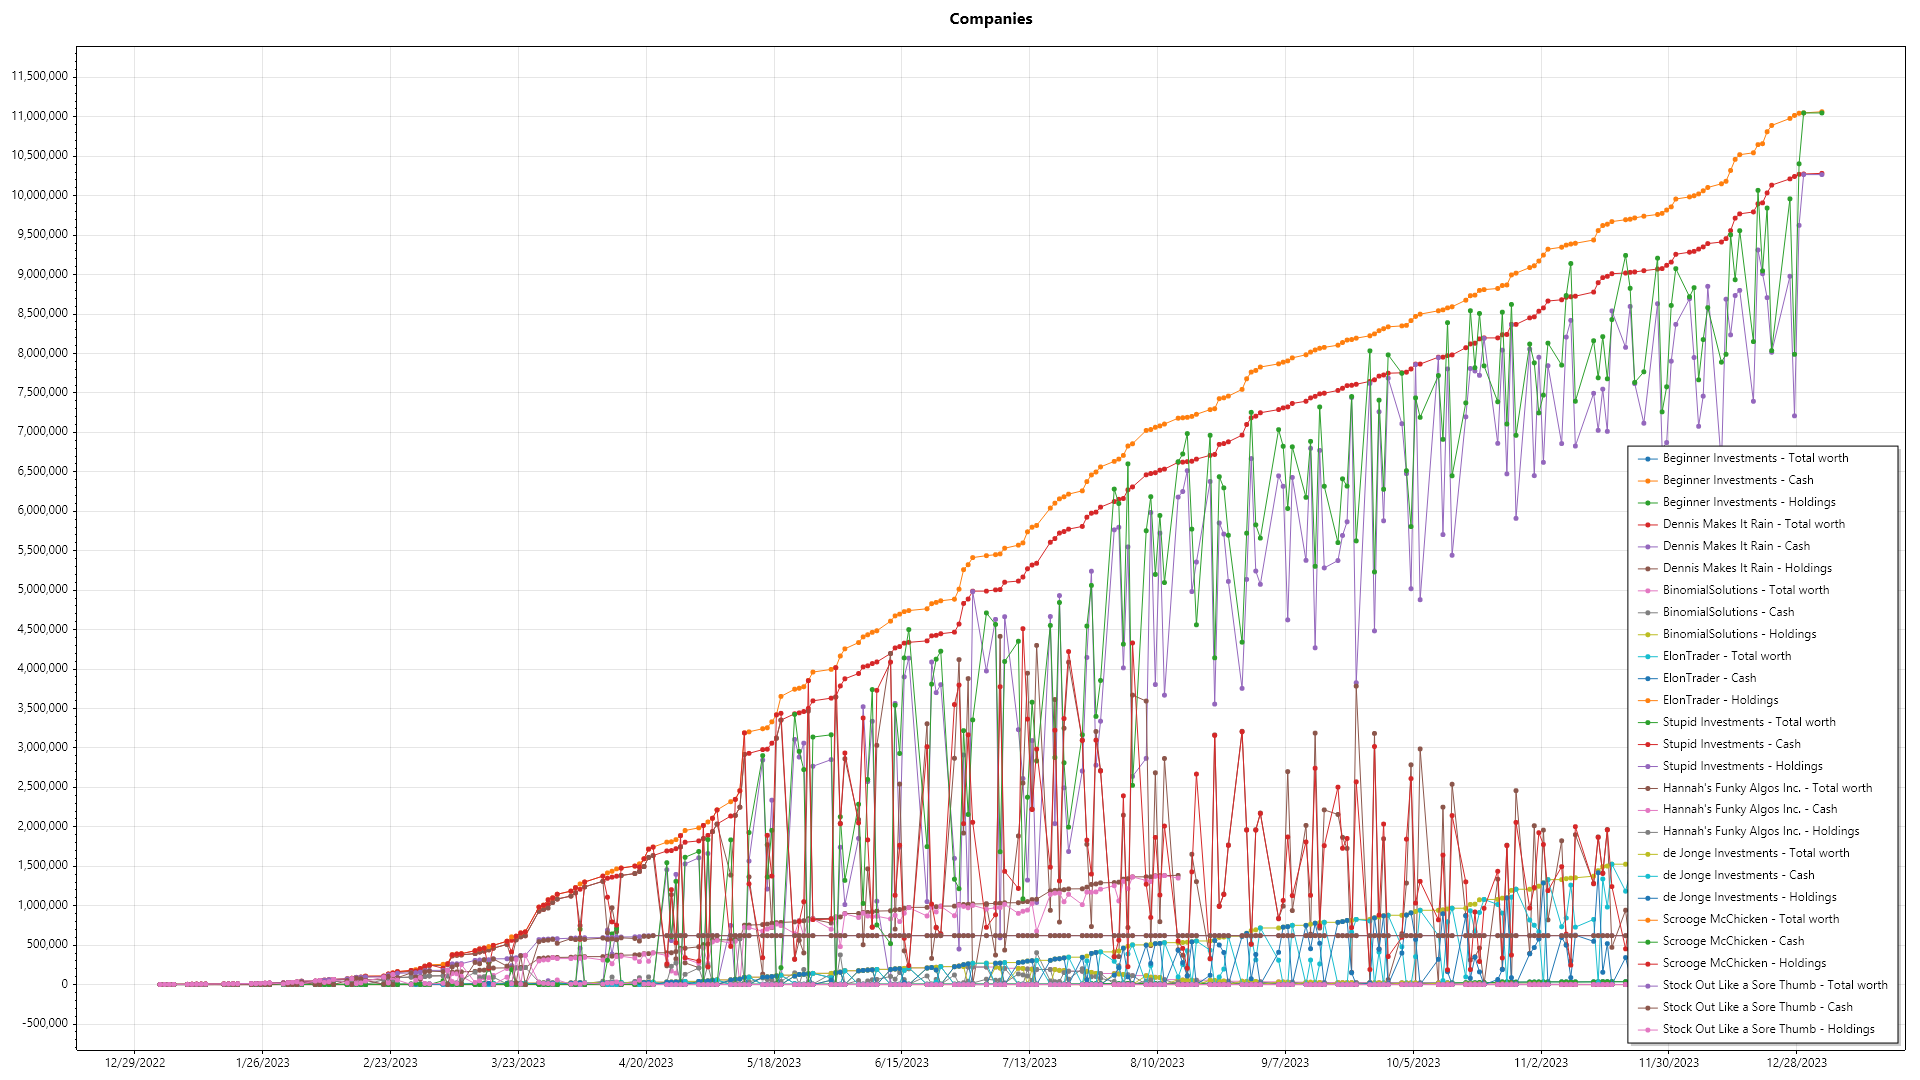 Companies
11,500,000
11,000,000
10,500,000
10,000,000
9,500,000
9,000,000
8,500,000
8,000,000
7,500,000
7,000,000
6,500,000
6,000,000
5,500,000
5,000,000
4,500,000
4,000,000
3,500,000
3,000,000
2,500,000
2,000,000
1,500,000
1,000,000
500,000
0
-500,000
Beginner Investments - Total worth
Beginner Investments - Cash
Beginner Investments - Holdings
Dennis Makes It Rain - Total worth
Dennis Makes It Rain - Cash
Dennis Makes It Rain - Holdings
BinomialSolutions - Total worth
BinomialSolutions - Cash
BinomialSolutions - Holdings
ElonTrader - Total worth
ElonTrader - Cash
ElonTrader - Holdings
Stupid Investments - Total worth
Stupid Investments - Cash
Stupid Investments - Holdings
Hannah's Funky Algos Inc. - Total worth
Hannah's Funky Algos Inc. - Cash
Hannah's Funky Algos Inc. - Holdings
de Jonge Investments - Total worth
de Jonge Investments - Cash
de Jonge Investments - Holdings
Scrooge McChicken - Total worth
Scrooge McChicken - Cash
Scrooge McChicken - Holdings
Stock Out Like a Sore Thumb - Total worth
Stock Out Like a Sore Thumb - Cash
Stock Out Like a Sore Thumb - Holdings
12/29/2022 1/26/2023 2/23/2023 3/23/2023 4/20/2023 5/18/2023 6/15/2023 7/13/2023 8/10/2023 9/7/2023 10/5/2023 11/2/2023 11/30/2023 12/28/2023